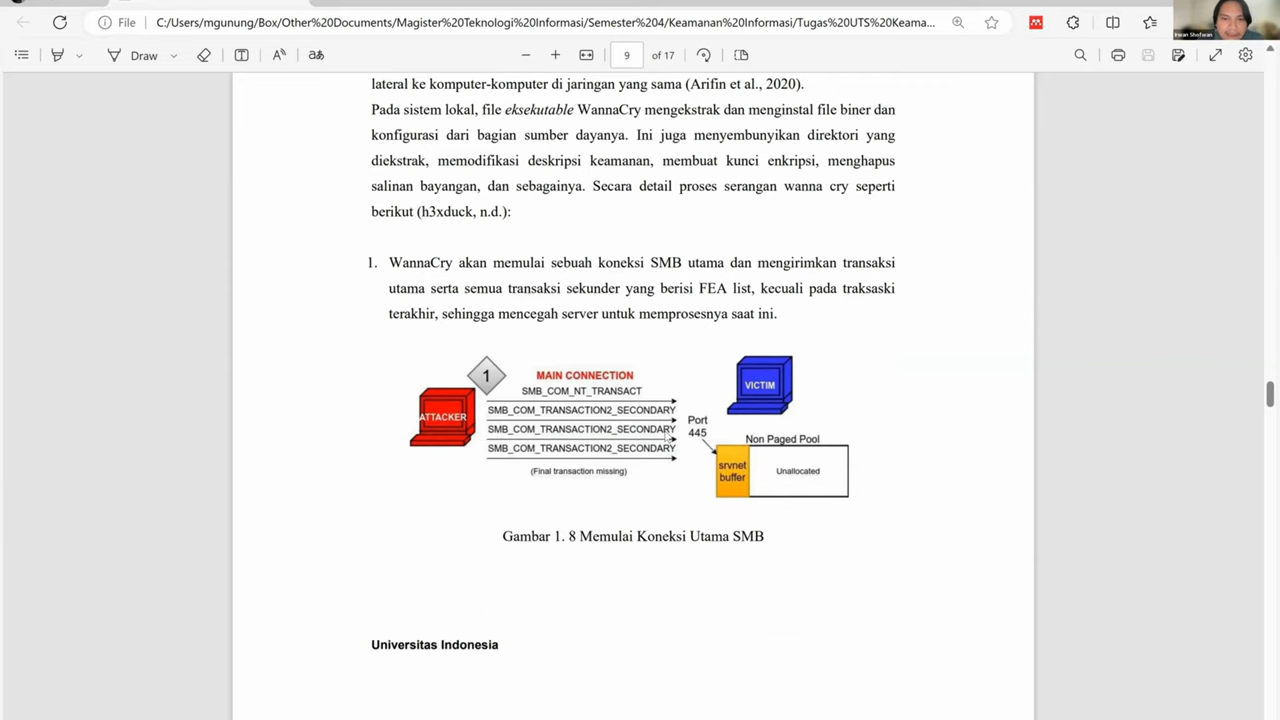 File
C:/Users/mgunung/Box/Other%20Documents/Magister%20Teknologi%20Informasi/Semester%204/Keamanan%20Informasi/Tugas%20UTS%20Keama...
Irwan Shofwan
Draw
aあ
9 of 17
lateral ke komputer-komputer di jaringan yang sama (Arifin et al., 2020).
Pada sistem lokal, file eksekutable WannaCry mengekstrak dan menginstal file biner dan
konfigurasi dari bagian sumber dayanya. Ini juga menyembunyikan direktori yang
diekstrak, memodifikasi deskripsi keamanan, membuat kunci enkripsi, menghapus
salinan bayangan, dan sebagainya. Secara detail proses serangan wanna cry seperti
berikut (h3xduck, n.d.):
1. WannaCry akan memulai sebuah koneksi SMB utama dan mengirimkan transaksi
utama serta semua transaksi sekunder yang berisi FEA list, kecuali pada traksaski
terakhir, sehingga mencegah server untuk memprosesnya saat ini.
1
MAIN CONNECTION
SMB_COM_NT_TRANSACT
SMB_COM_TRANSACTION2_SECONDARY
SMB_COM_TRANSACTION2_SECONDARY
SMB_COM_TRANSACTION2_SECONDARY
(Final transaction missing)
ATTACKER
VICTIM
Port
445
Non Paged Pool
srvnet
buffer
Unallocated
Gambar 1. 8 Memulai Koneksi Utama SMB
Universitas Indonesia